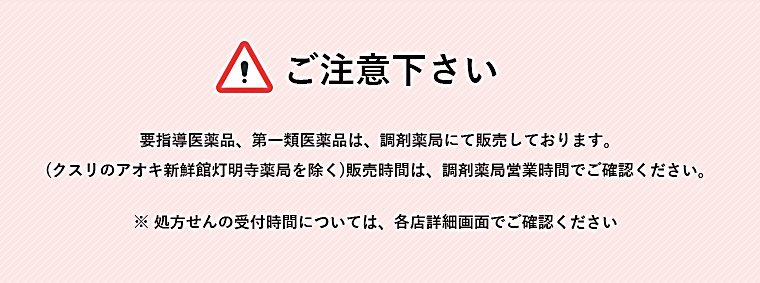 ご注意下さい
要指導医薬品、第一類医薬品は、調剤薬局にて販売しております。
(クスリのアオキ新鮮館灯明寺薬局を除く)販売時間は、調剤薬局営業時間でご確認ください。
※ 処方せんの受付時間については、各店詳細画面でご確認ください